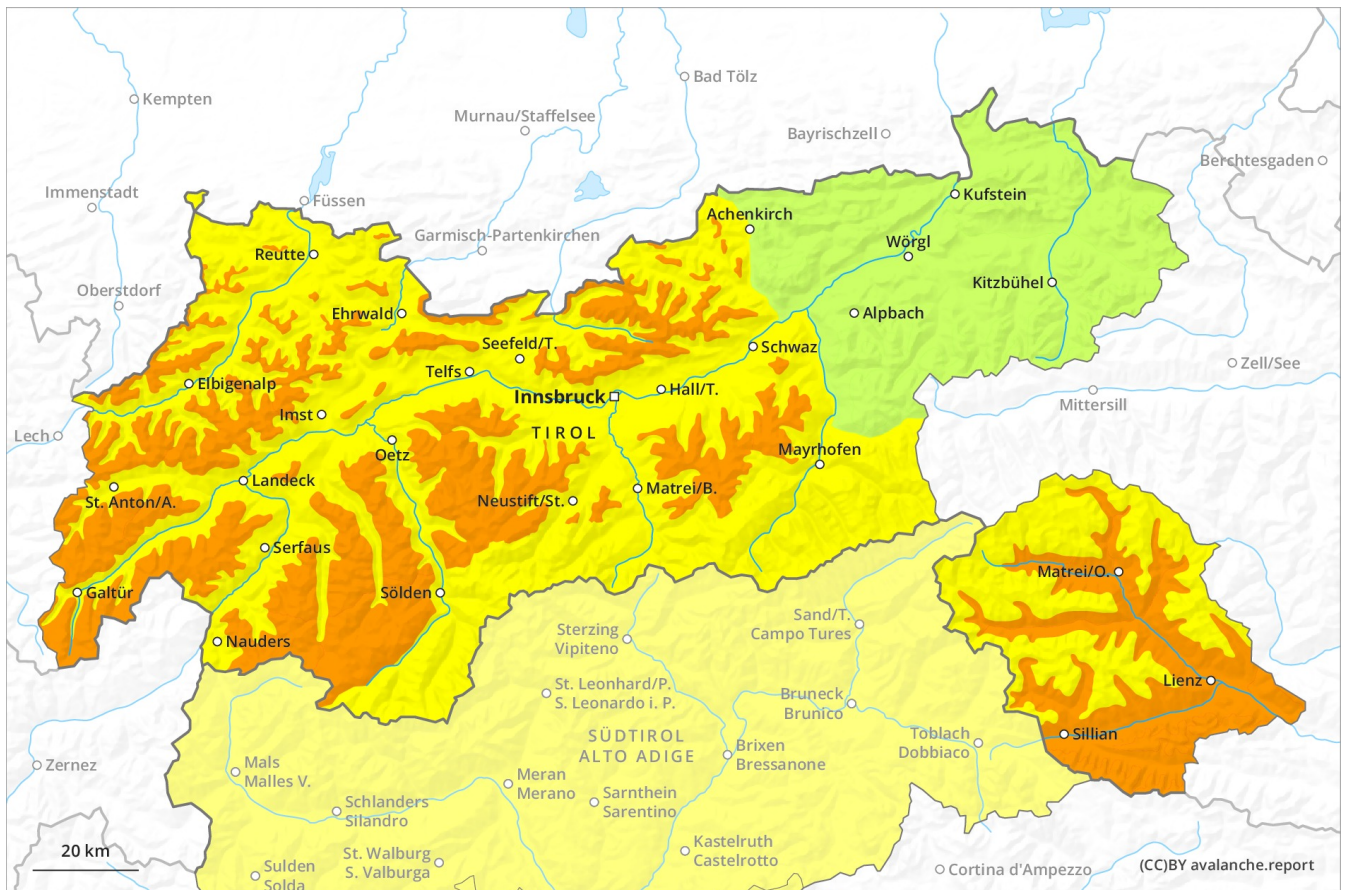 Bad Tölz
Kempten
Murnau/Staffelsee
Bayrischzell
Berchtesgaden
Immenstadt
Füssen
Kufstein
Achenkirch
Garmisch-Partenkirchen
Wörgl
Reutte
Kitzbühel
Oberstdorf
Ehrwald
Alpbach
Seefeld/T.
Schwaz
Zell/See
Telfs
Elbigenalp
Hall/T.
Innsbruck
Mittersill
Imst
TIROL
Lech
Mayrhofen
Oetz
Landeck
Matrei/B.
St. Anton/A.
Neustift/St.
Serfaus
Matrei/O.
Galtür
Sölden
Sand/T.
Campo Tures
Sterzing
Vipiteno
Nauders
Lienz
St. Leonhard/P.
S. Leonardo i. P.
Bruneck
Brunico
Sillian
SÜDTIROL
ALTO ADIGE
Toblach
Dobbiaco
Brixen
Bressanone
Mals
Malles V.
Zernez
Meran
Merano
Sarnthein
Sarentino
Schlanders
Silandro
Kastelruth
Castelrotto
20 km
St. Walburg
S. Valburga
(CC)BY avalanche.report
Cortina d'Ampezzo
Sulden
Solda